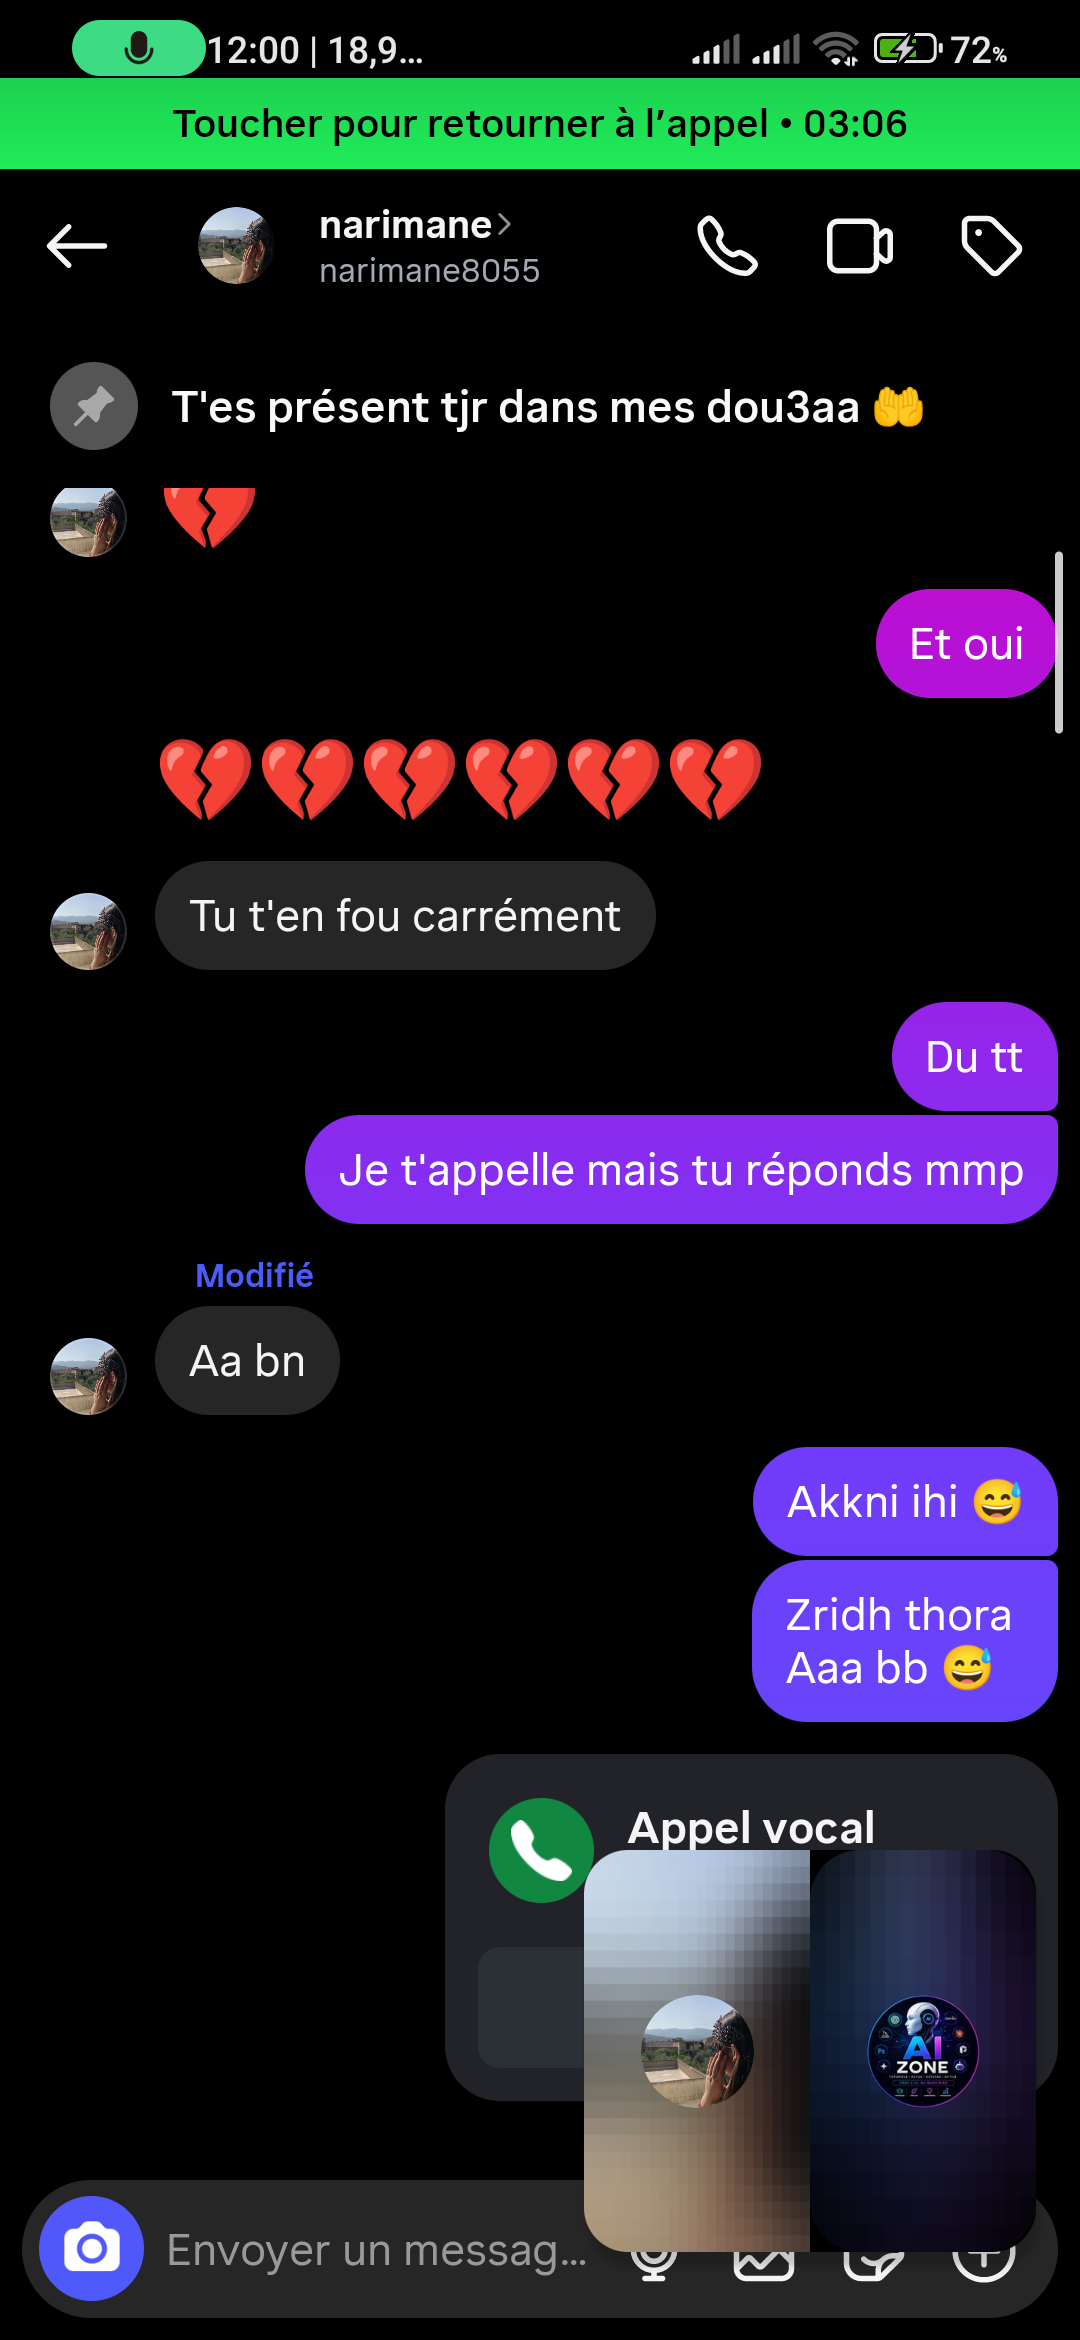 12:00 | 18,9...
72%
Toucher pour retourner à l'appel • 03:06
narimane
narimane8055
T'es présent tjr dans mes dou3aa 🤲
💔
Et oui
💔💔💔💔💔💔
Tu t'en fou carrément
Du tt
Je t'appelle mais tu réponds mmp
Modifié
Aa bn
Akkni ihi 😅
Zridh thora
Aaa bb 😅
Appel vocal
AI
ZONE
Envoyer un messag...